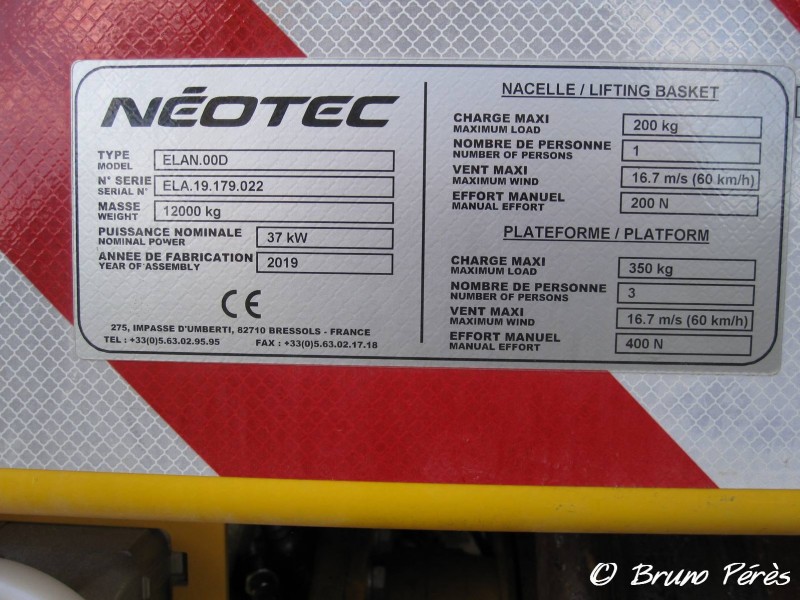 NÉOTEC
TYPE
MODEL
ELAN.00D
N° SERIE
SERIAL N°
ELA.19.179.022
MASSE
WEIGHT
12000 kg
PUISSANCE NOMINALE
NOMINAL POWER
37 kW
ANNÉE DE FABRICATION
YEAR OF ASSEMBLY
2019
CE
275, IMPASSE D'UMBERTI, 82710 BRESSOLS - FRANCE
TEL : +33(0)5.63.02.95.95 FAX : +33(0)5.63.02.17.18
NACELLE / LIFTING BASKET
CHARGE MAXI
MAXIMUM LOAD
200 kg
NOMBRE DE PERSONNE
NUMBER OF PERSONS
1
VENT MAXI
MAXIMUM WIND
16.7 m/s (60 km/h)
EFFORT MANUEL
MANUAL EFFORT
200 N
PLATEFORME / PLATFORM
CHARGE MAXI
MAXIMUM LOAD
350 kg
NOMBRE DE PERSONNE
NUMBER OF PERSONS
3
VENT MAXI
MAXIMUM WIND
16.7 m/s (60 km/h)
EFFORT MANUEL
MANUAL EFFORT
400 N
© Bruno Pérès